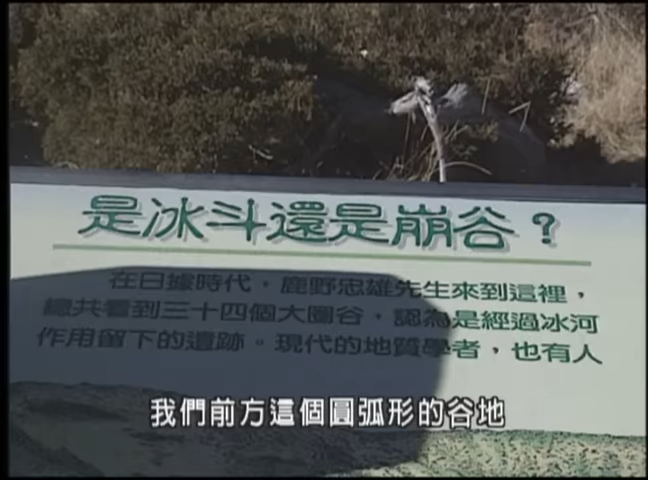 是冰斗還是崩谷？
在日據時代，鹿野忠雄先生來到這裡，
總共看到三十四個大圈谷，認為是經過冰河
作用留下的遺跡。現代的地質學者，也有人
我們前方這個圓弧形的谷地